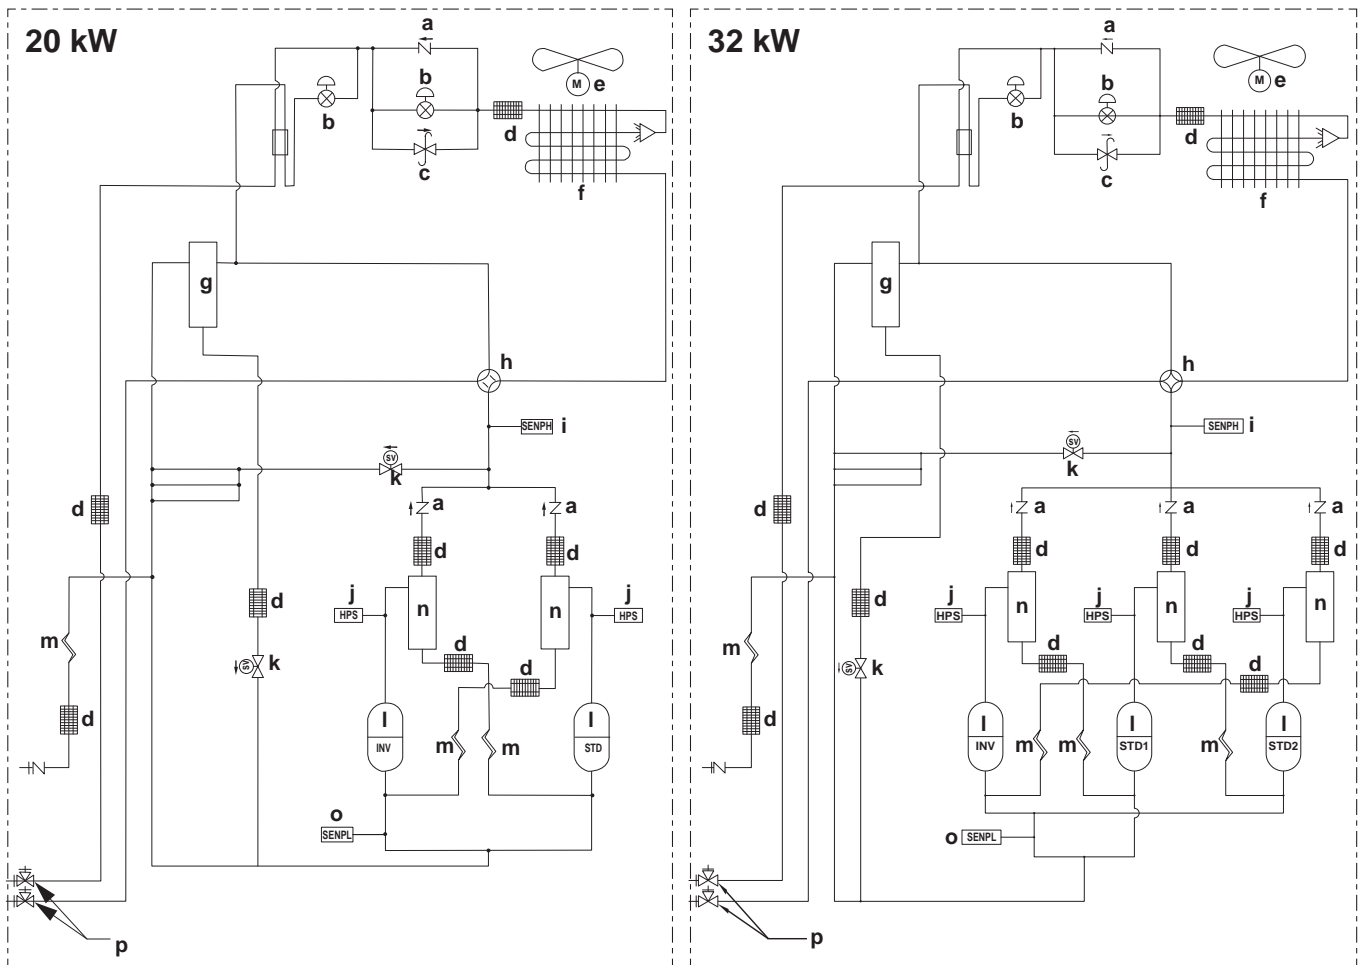 20 kW
a
b
b
c
d
M
e
f
g
h
SENPH
i
SV
k
d
a
a
d
d
j
HPS
n
n
j
HPS
d
m
d
d
SV
k
d
l
INV
m
m
l
STD
d
o
SENPL
p
32 kW
a
b
b
c
d
M
e
f
g
h
SENPH
i
SV
k
d
a
a
a
d
d
d
j
HPS
n
j
HPS
n
j
HPS
n
d
m
d
d
d
SV
k
d
l
INV
m
m
l
STD1
m
l
STD2
o
SENPL
p